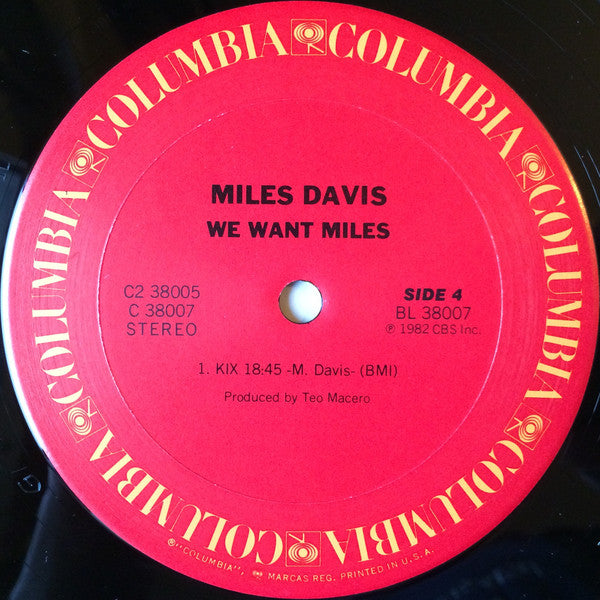 COLUMBIA COLUMBIA COLUMBIA COLUMBIA COLUMBIA COLUMBIA
MILES DAVIS
WE WANT MILES
C2 38005
C 38007
STEREO
SIDE 4
BL 38007
℗ 1982 CBS Inc.
1. KIX 18:45 -M. Davis- (BMI)
Produced by Teo Macero
® "COLUMBIA", MARCAS REG. PRINTED IN U.S.A.